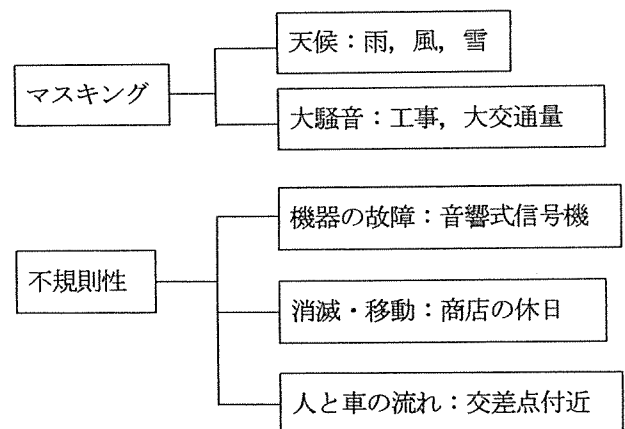 マスキング
天候：雨，風，雪
大騒音：工事，大交通量
不規則性
機器の故障：音響式信号機
消滅・移動：商店の休日
人と車の流れ：交差点付近